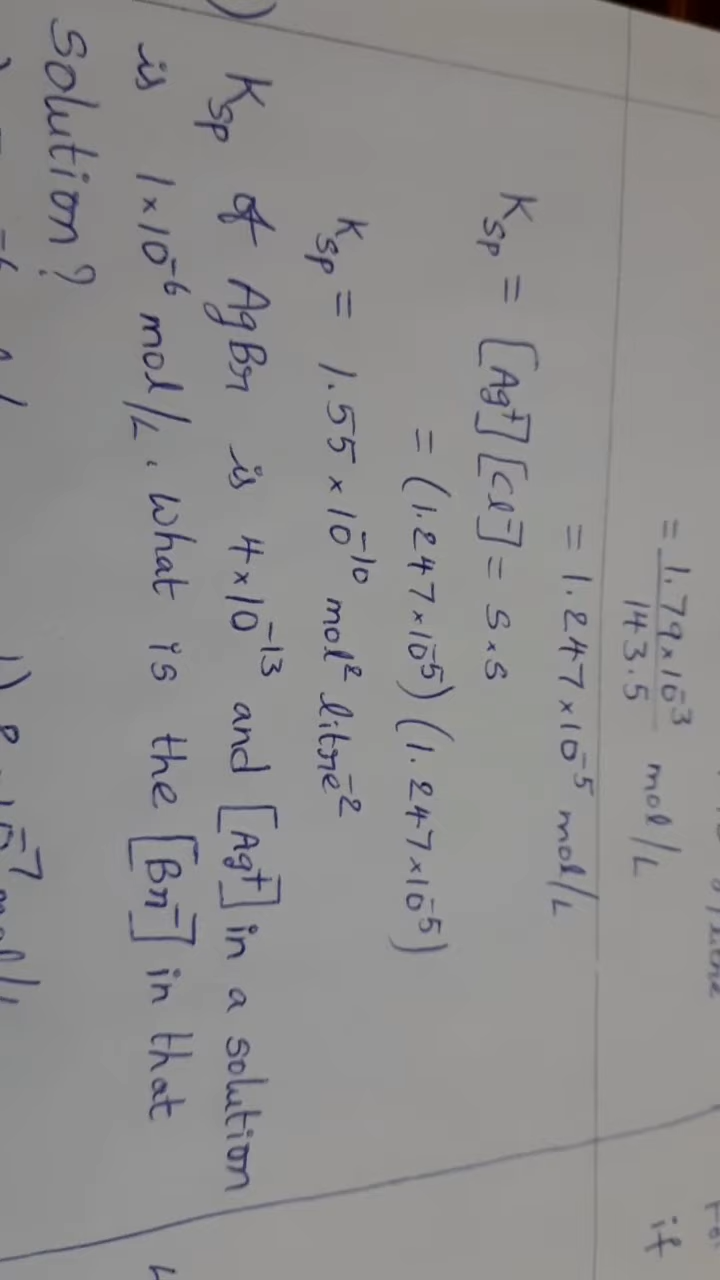 = 1.79×10⁻³ / 143.5 mol/L
= 1.247×10⁻⁵ mol/L
Ksp = [Ag⁺][Cl⁻] = s×s
= (1.247×10⁻⁵)(1.247×10⁻⁵)
Ksp = 1.55×10⁻¹⁰ mol² litre⁻²
) Ksp of AgBr is 4×10⁻¹³ and [Ag⁺] in a solution
is 1×10⁻⁶ mol/L. What is the [Br⁻] in that
Solution?
if